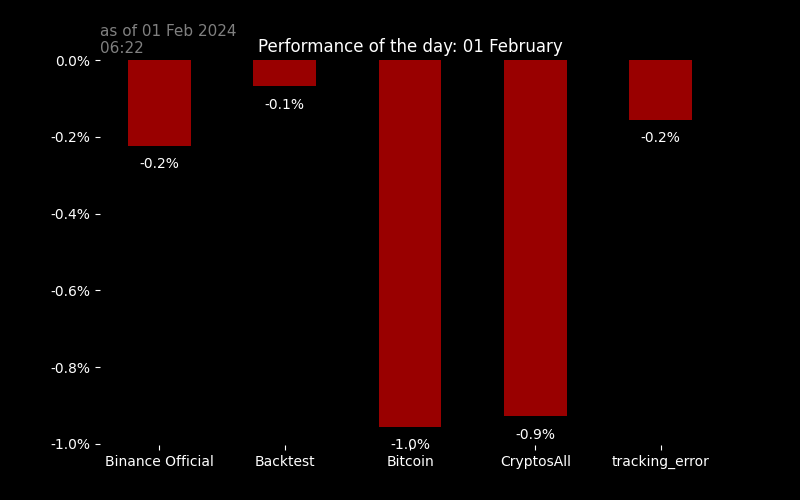 as of 01 Feb 2024
06:22
Performance of the day: 01 February
0.0%
-0.2%
-0.4%
-0.6%
-0.8%
-1.0%
-0.2%
-0.1%
-1.0%
-0.9%
-0.2%
Binance Official
Backtest
Bitcoin
CryptosAll
tracking_error